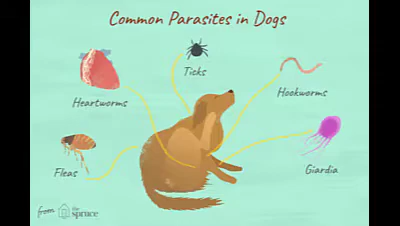 Common Parasites in Dogs
Ticks
Heartworms
Hookworms
Fleas
Giardia
from the spruce